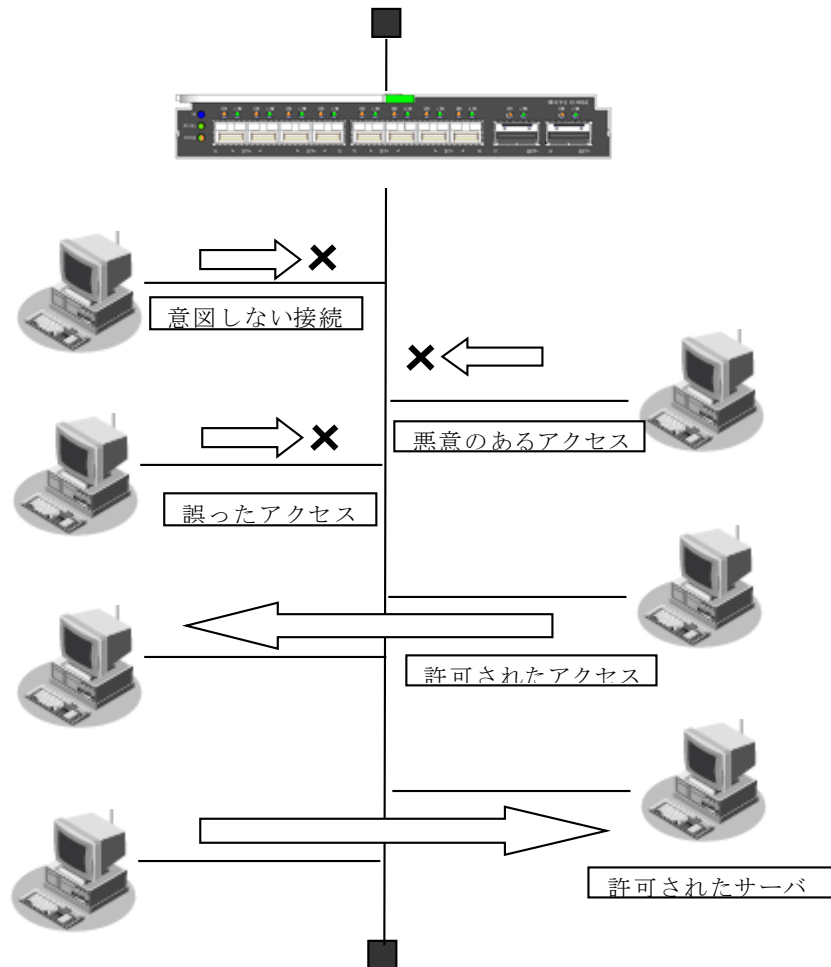 意図しない接続
悪意のあるアクセス
誤ったアクセス
許可されたアクセス
許可されたサーバ